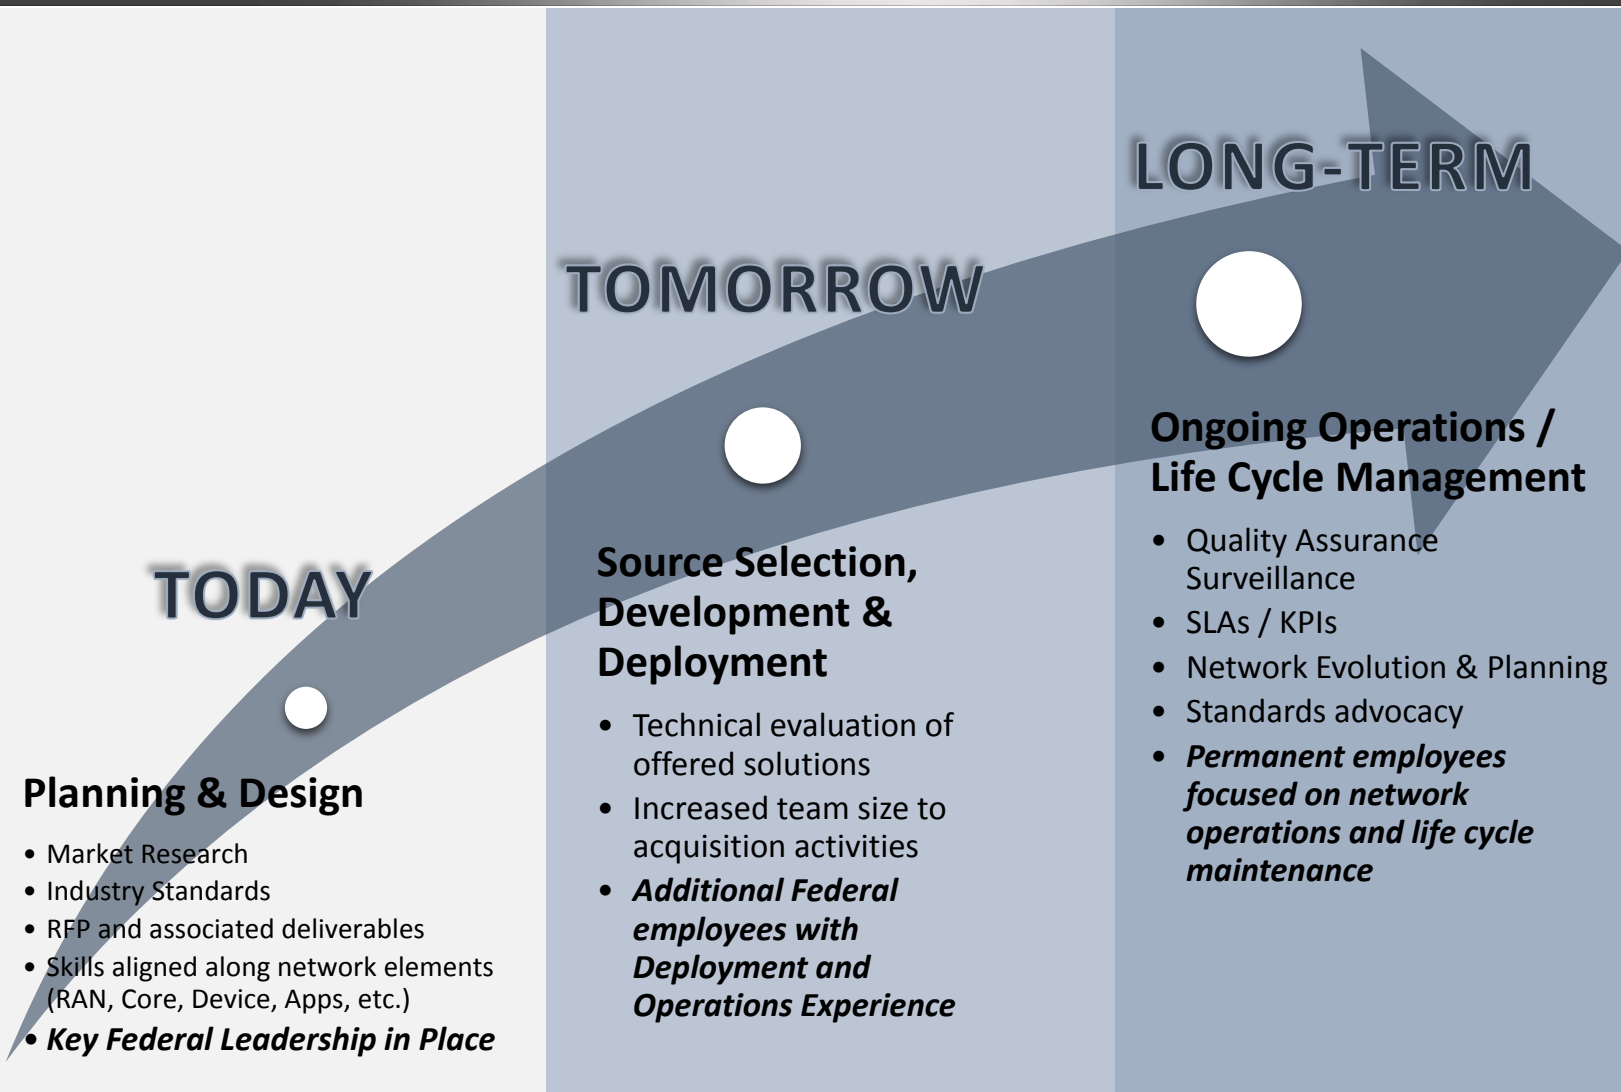 TODAY
Planning & Design
• Market Research
• Industry Standards
• RFP and associated deliverables
• Skills aligned along network elements
(RAN, Core, Device, Apps, etc.)
• Key Federal Leadership in Place
TOMORROW
Source Selection,
Development &
Deployment
• Technical evaluation of
offered solutions
• Increased team size to
acquisition activities
• Additional Federal
employees with
Deployment and
Operations Experience
LONG-TERM
Ongoing Operations /
Life Cycle Management
• Quality Assurance
Surveillance
• SLAs / KPIs
• Network Evolution & Planning
• Standards advocacy
• Permanent employees
focused on network
operations and life cycle
maintenance